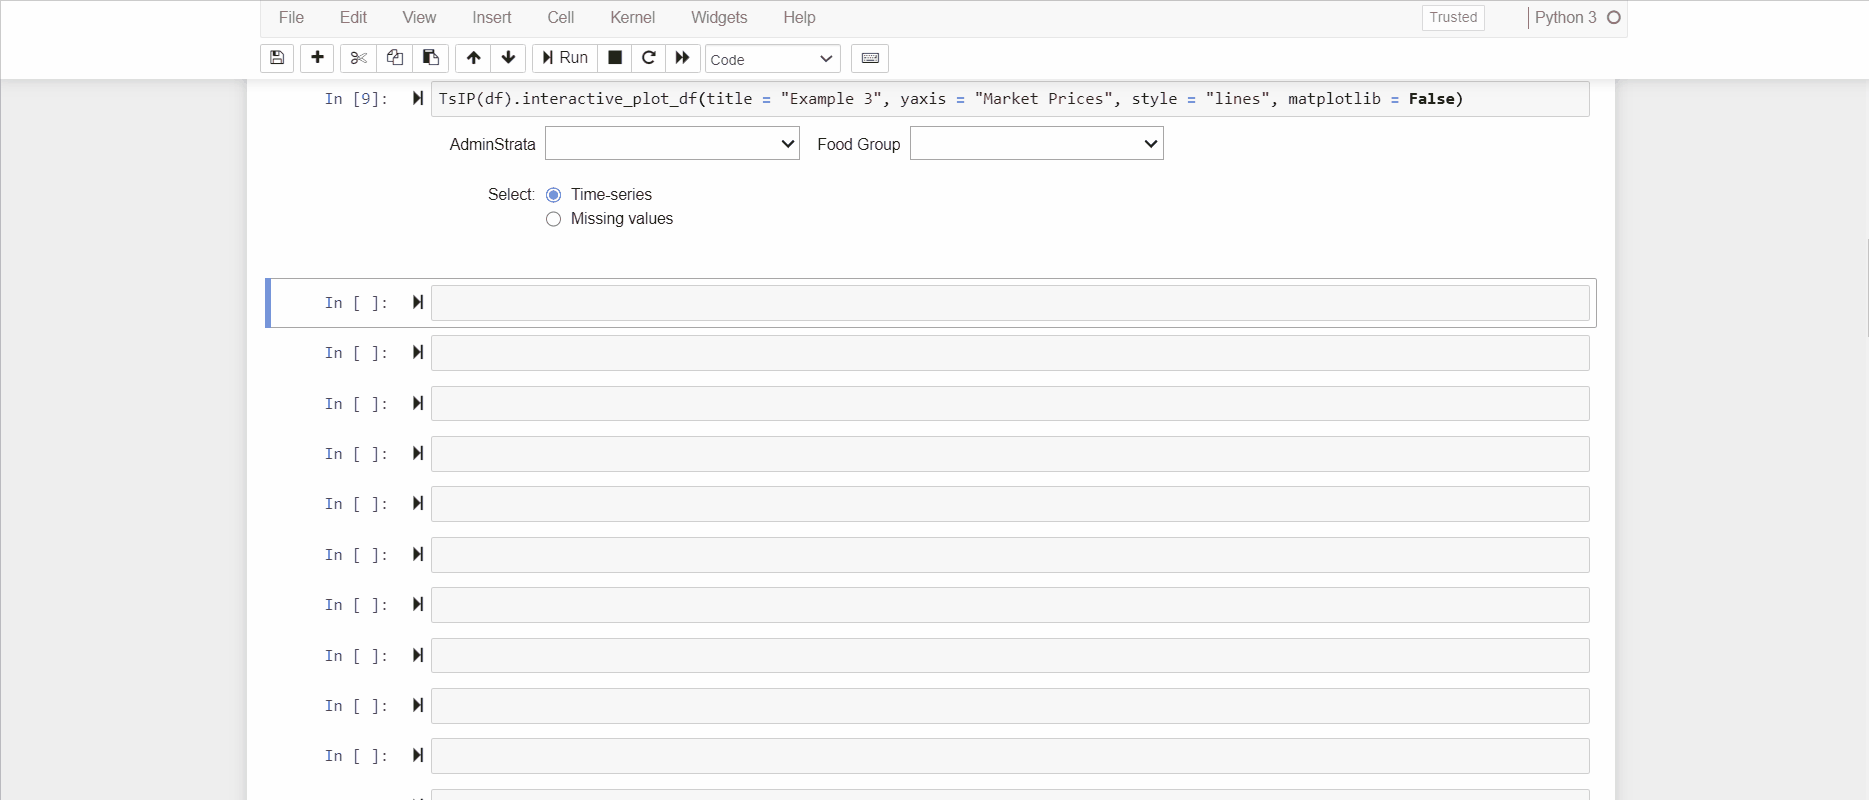 File Edit View Insert Cell Kernel Widgets Help Trusted Python 3
Run Code
In [9]: TsIP(df).interactive_plot_df(title = "Example 3", yaxis = "Market Prices", style = "lines", matplotlib = False)
AdminStrata Food Group
Select: Time-series
Missing values
In [ ]:
In [ ]:
In [ ]:
In [ ]:
In [ ]:
In [ ]:
In [ ]:
In [ ]:
In [ ]:
In [ ]: